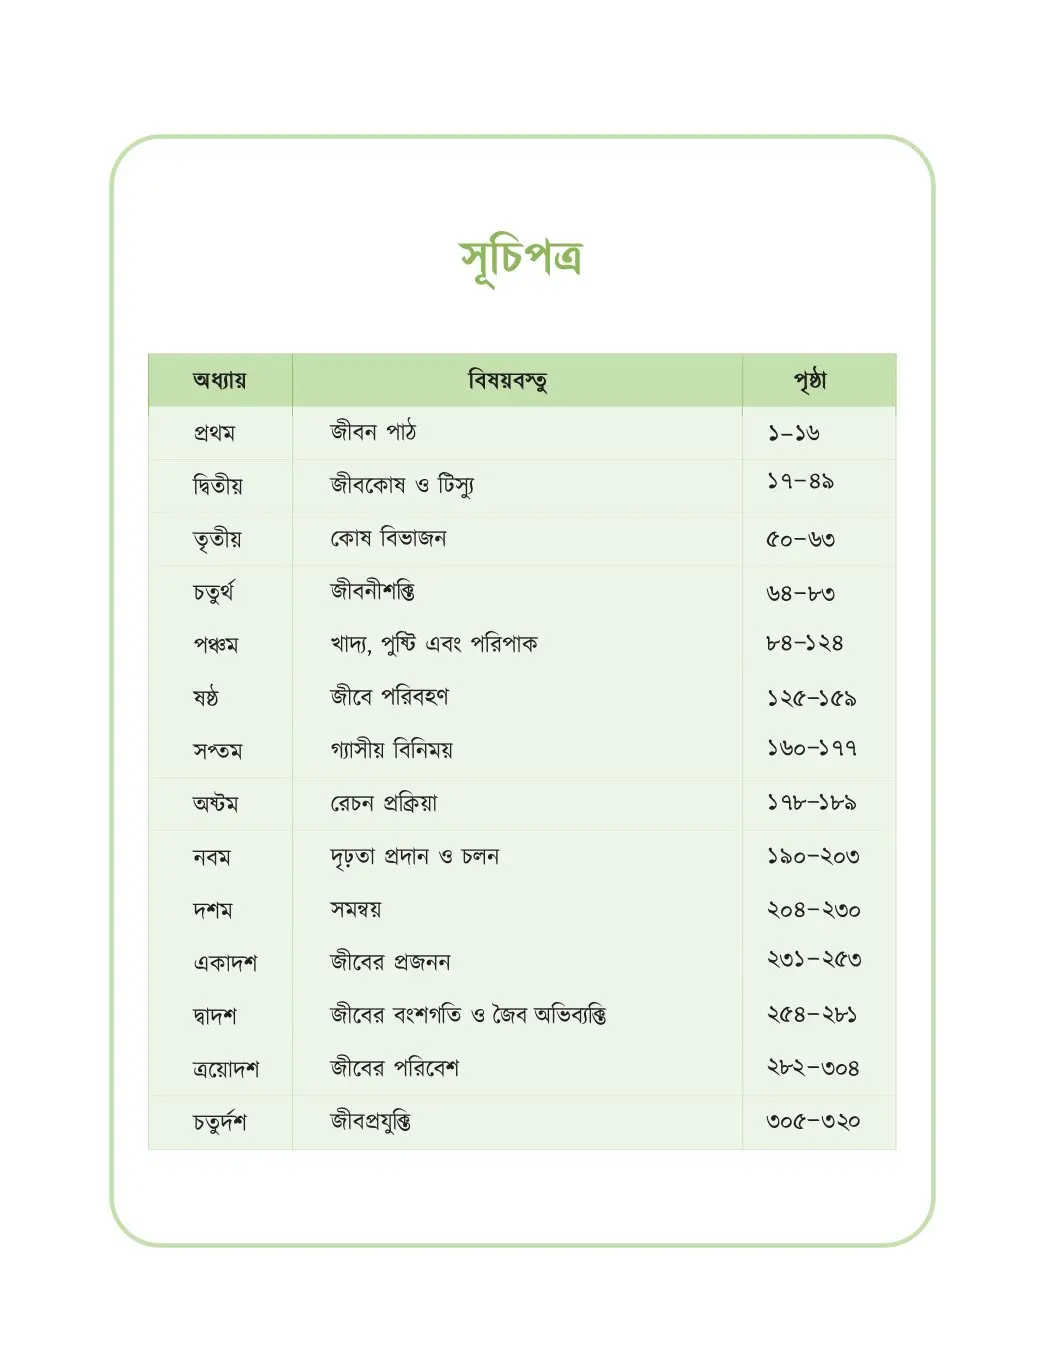 সূচিপত্র
অধ্যায় বিষয়বস্তু পৃষ্ঠা
প্রথম জীবন পাঠ ১–১৬
দ্বিতীয় জীবকোষ ও টিস্যু ১৭–৪৯
তৃতীয় কোষ বিভাজন ৫০–৬৩
চতুর্থ জীবনীশক্তি ৬৪–৮৩
পঞ্চম খাদ্য, পুষ্টি এবং পরিপাক ৮৪–১২৪
ষষ্ঠ জীবে পরিবহণ ১২৫–১৫৯
সপ্তম গ্যাসীয় বিনিময় ১৬০–১৭৭
অষ্টম রেচন প্রক্রিয়া ১৭৮–১৮৯
নবম দৃঢ়তা প্রদান ও চলন ১৯০–২০৩
দশম সমন্বয় ২০৪–২৩০
একাদশ জীবের প্রজনন ২৩১–২৫৩
দ্বাদশ জীবের বংশগতি ও জৈব অভিব্যক্তি ২৫৪–২৮১
ত্রয়োদশ জীবের পরিবেশ ২৮২–৩০৪
চতুর্দশ জীবপ্রযুক্তি ৩০৫–৩২০